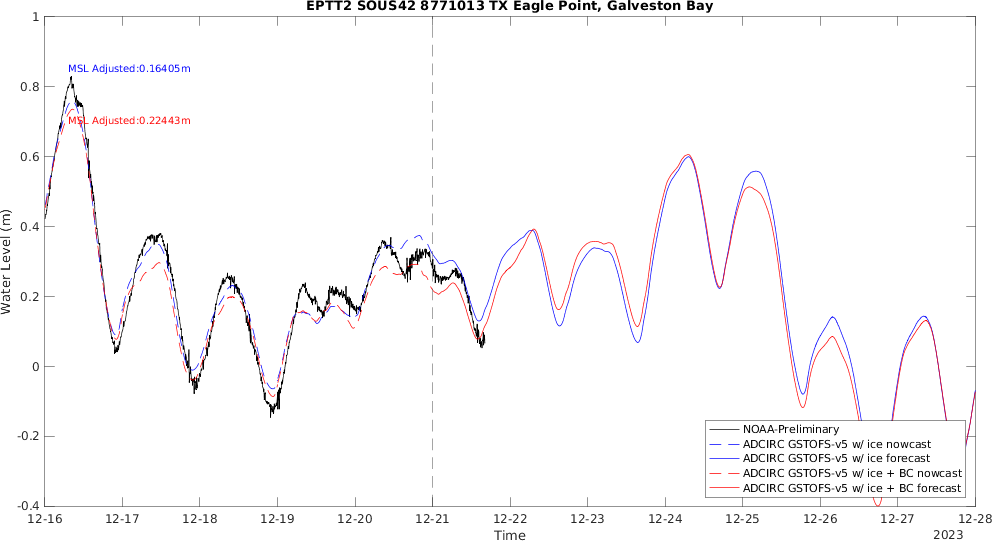 EPTT2 SOUS42 8771013 TX Eagle Point, Galveston Bay
MSL Adjusted:0.16405m
MSL Adjusted:0.22443m
Water Level (m)
1
0.8
0.6
0.4
0.2
0
-0.2
-0.4
12-16 12-17 12-18 12-19 12-20 12-21 12-22 12-23 12-24 12-25 12-26 12-27 12-28
Time
2023
NOAA-Preliminary
ADCIRC GSTOFS-v5 w/ ice nowcast
ADCIRC GSTOFS-v5 w/ ice forecast
ADCIRC GSTOFS-v5 w/ ice + BC nowcast
ADCIRC GSTOFS-v5 w/ ice + BC forecast